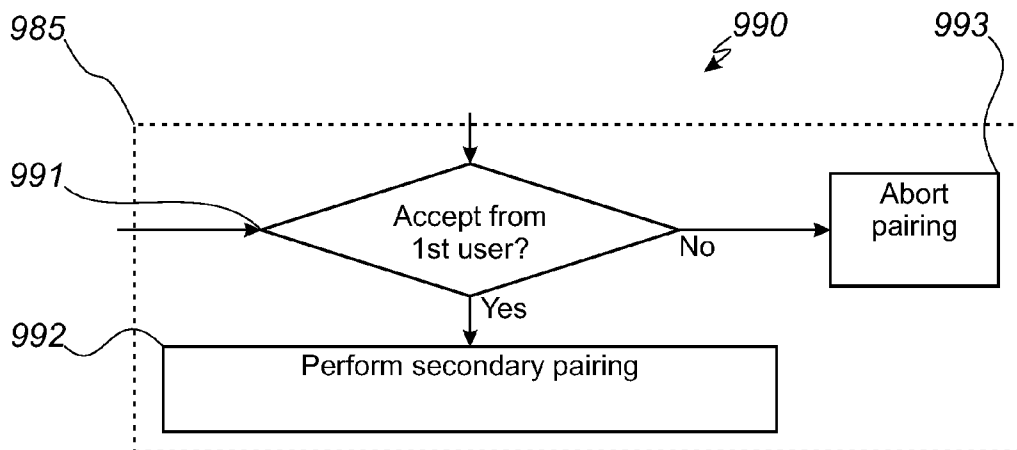 985
990
993
991
Accept from
1st user?
No
Abort
pairing
Yes
992
Perform secondary pairing